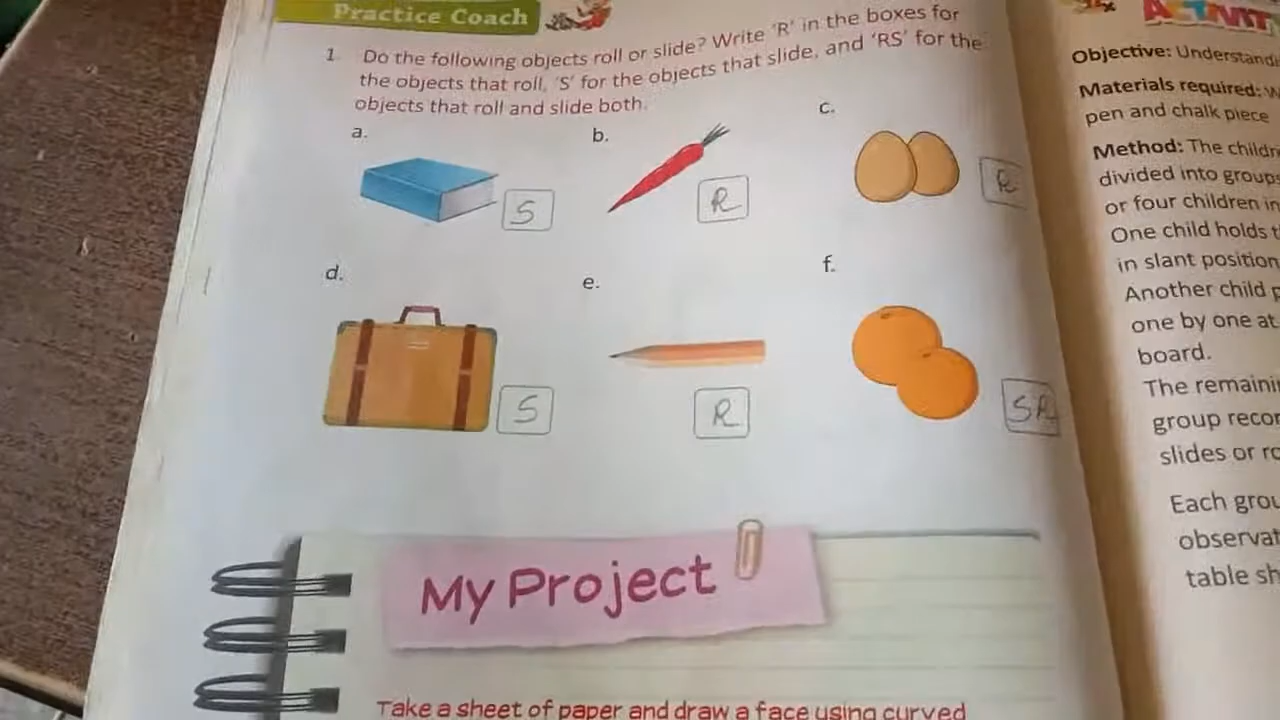 Practice Coach
1. Do the following objects roll or slide? Write 'R' in the boxes for
the objects that roll, 'S' for the objects that slide, and 'RS' for the
objects that roll and slide both.
a.
S
b.
R
c.
R
d.
S
e.
R
f.
SR
My Project
Take a sheet of paper and draw a face using curved
ACTIVIT
Objective: Understandi
Materials required: W
pen and chalk piece
Method: The childr
divided into groups
or four children in
One child holds t
in slant position
Another child p
one by one at
board.
The remaini
group recor
slides or ro
Each grou
observat
table sh